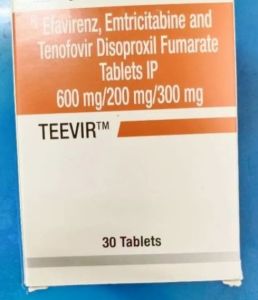 Efavirenz, Emtricitabine and
Tenofovir Disoproxil Fumarate
Tablets IP
600 mg/200 mg/300 mg
TEEVIR™
30 Tablets